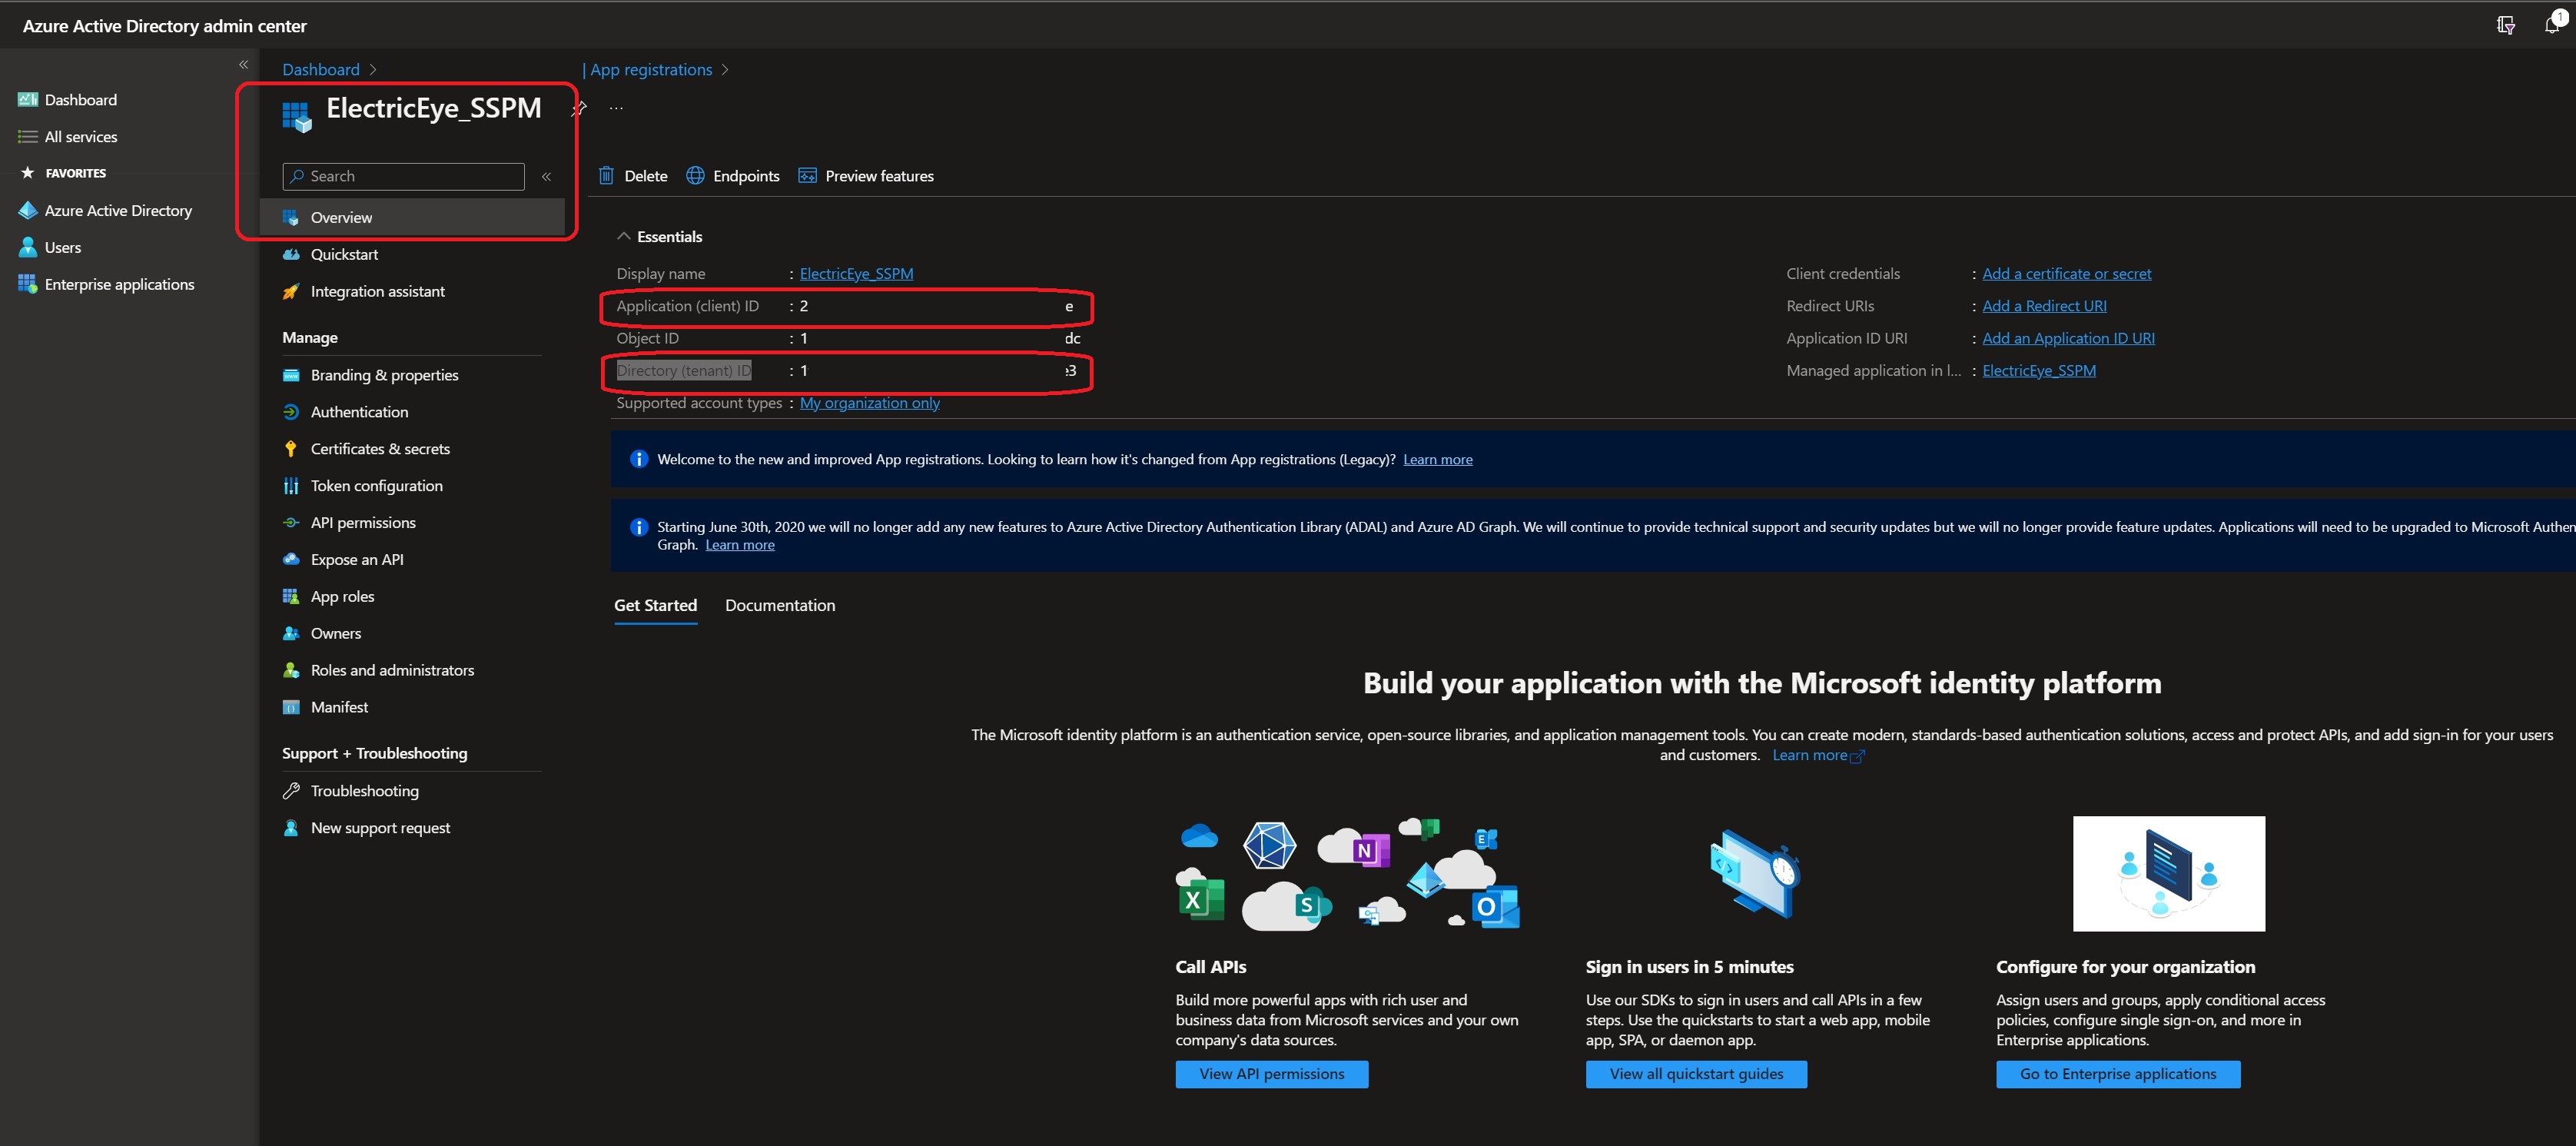 Azure Active Directory admin center
1
Dashboard
All services
FAVORITES
Azure Active Directory
Users
Enterprise applications
Dashboard >
| App registrations >
ElectricEye_SSPM
...
Search
Overview
Quickstart
Integration assistant
Manage
Branding & properties
Authentication
Certificates & secrets
Token configuration
API permissions
Expose an API
App roles
Owners
Roles and administrators
Manifest
Support + Troubleshooting
Troubleshooting
New support request
Delete
Endpoints
Preview features
Essentials
Display name : ElectricEye_SSPM
Application (client) ID : 2 e
Object ID : 1 dc
Directory (tenant) ID : 1 e3
Supported account types : My organization only
Client credentials : Add a certificate or secret
Redirect URIs : Add a Redirect URI
Application ID URI : Add an Application ID URI
Managed application in l... : ElectricEye_SSPM
Welcome to the new and improved App registrations. Looking to learn how it's changed from App registrations (Legacy)? Learn more
Starting June 30th, 2020 we will no longer add any new features to Azure Active Directory Authentication Library (ADAL) and Azure AD Graph. We will continue to provide technical support and security updates but we will no longer provide feature updates. Applications will need to be upgraded to Microsoft Authen
Graph. Learn more
Get Started
Documentation
Build your application with the Microsoft identity platform
The Microsoft identity platform is an authentication service, open-source libraries, and application management tools. You can create modern, standards-based authentication solutions, access and protect APIs, and add sign-in for your users
and customers. Learn more
N
E
X
S
O
Call APIs
Build more powerful apps with rich user and
business data from Microsoft services and your own
company's data sources.
View API permissions
Sign in users in 5 minutes
Use our SDKs to sign in users and call APIs in a few
steps. Use the quickstarts to start a web app, mobile
app, SPA, or daemon app.
View all quickstart guides
Configure for your organization
Assign users and groups, apply conditional access
policies, configure single sign-on, and more in
Enterprise applications.
Go to Enterprise applications